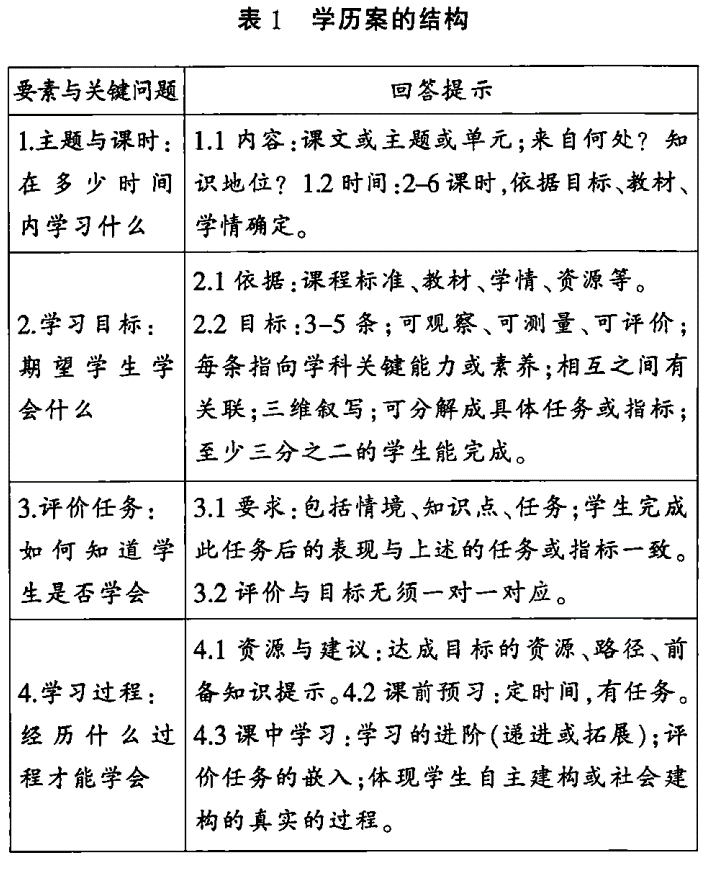 表1 学历案的结构
要素与关键问题
回答提示
1.主题与课时：
在多少时间
内学习什么
1.1 内容：课文或主题或单元；来自何处？知
识地位？1.2 时间：2–6 课时，依据目标、教材、
学情确定。
2.学习目标：
期望学生学
会什么
2.1 依据：课程标准、教材、学情、资源等。
2.2 目标：3–5 条；可观察、可测量、可评价；
每条指向学科关键能力或素养；相互之间有
关联；三维叙写；可分解成具体任务或指标；
至少三分之二的学生能完成。
3.评价任务：
如何知道学
生是否学会
3.1 要求：包括情境、知识点、任务；学生完成
此任务后的表现与上述的任务或指标一致。
3.2 评价与目标无须一对一对应。
4.学习过程：
经历什么过
程才能学会
4.1 资源与建议：达成目标的资源、路径、前
备知识提示。4.2 课前预习：定时间，有任务。
4.3 课中学习：学习的进阶（递进或拓展）；评
价任务的嵌入；体现学生自主建构或社会建
构的真实的过程。